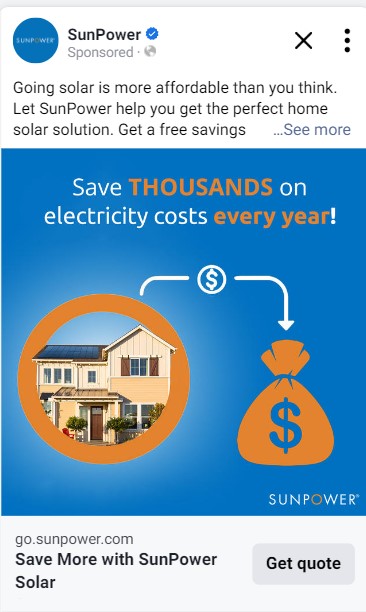 SUNPOWER
SunPower
Sponsored ·
Going solar is more affordable than you think.
Let SunPower help you get the perfect home
solar solution. Get a free savings ...See more
Save THOUSANDS on
electricity costs every year!
$
$
SUNPOWER®
go.sunpower.com
Save More with SunPower
Solar
Get quote